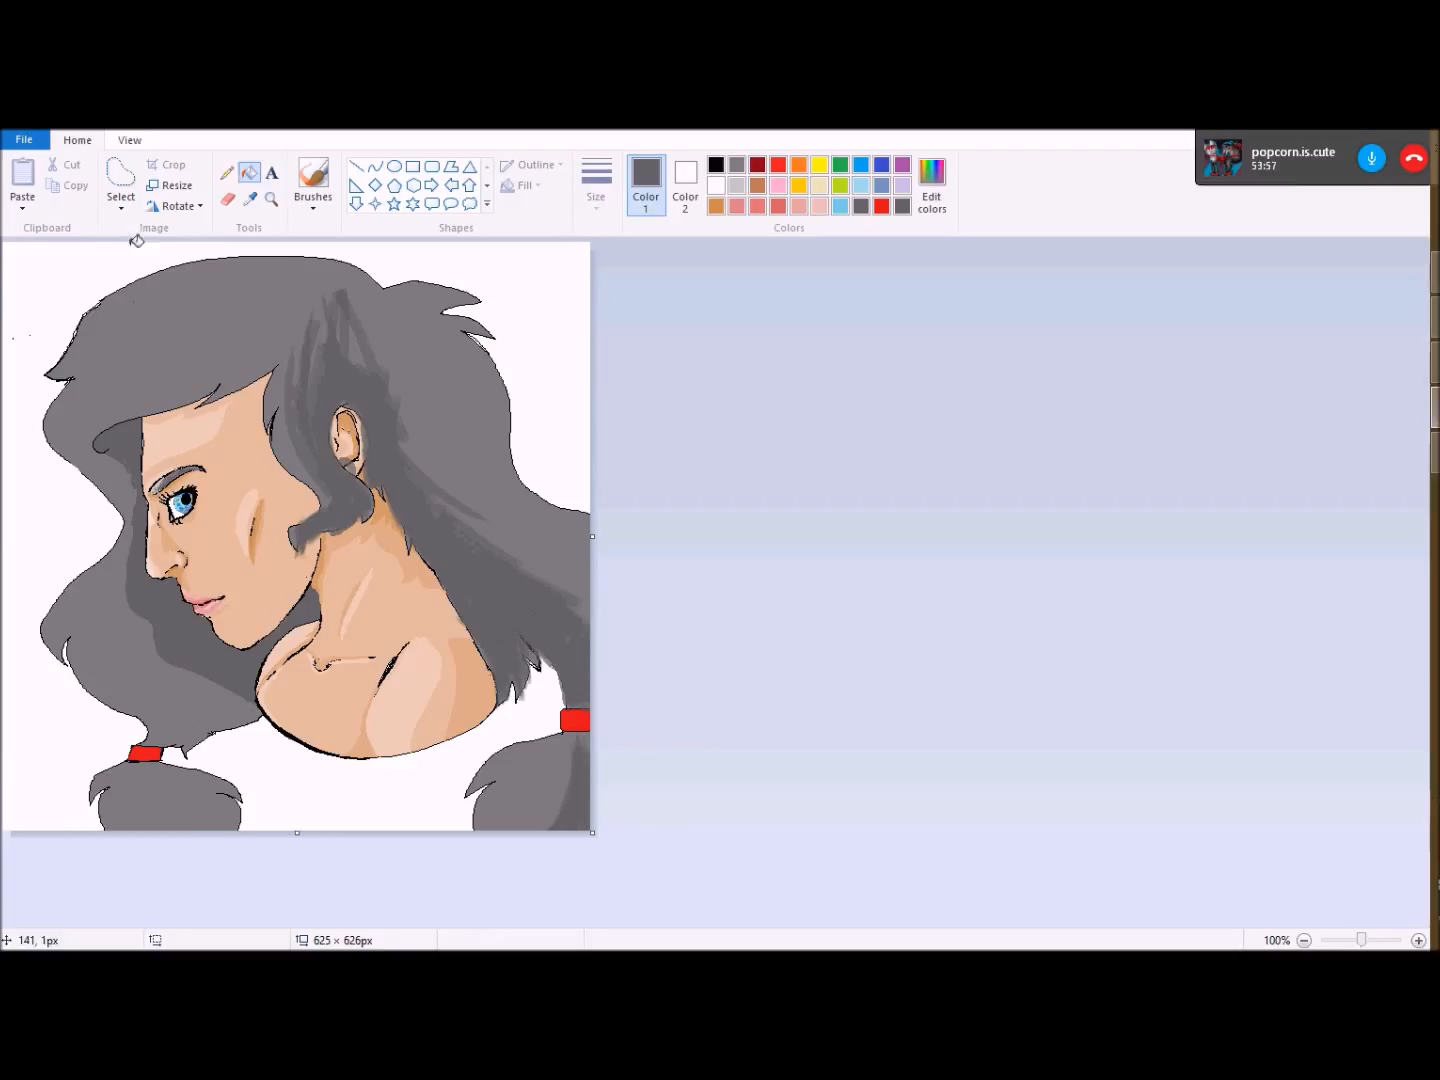 File Home View
popcorn.is.cute
53:57
Paste
Cut
Copy
Clipboard
Select
Crop
Resize
Rotate
Image
A
Tools
Brushes
Outline
Fill
Shapes
Size
Color
1
Color
2
Edit
colors
Colors
141, 1px
625 × 626px
100%